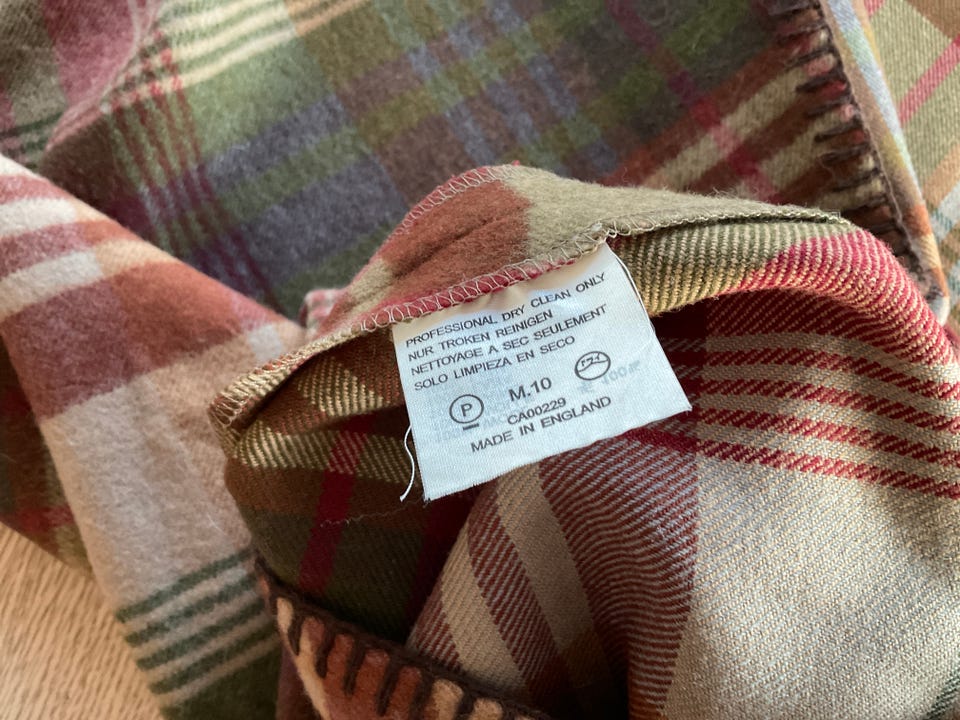 PROFESSIONAL DRY CLEAN ONLY
NUR TROKEN REINIGEN
NETTOYAGE A SEC SEULEMENT
SOLO LIMPIEZA EN SECO
P M.10
CA00229
MADE IN ENGLAND